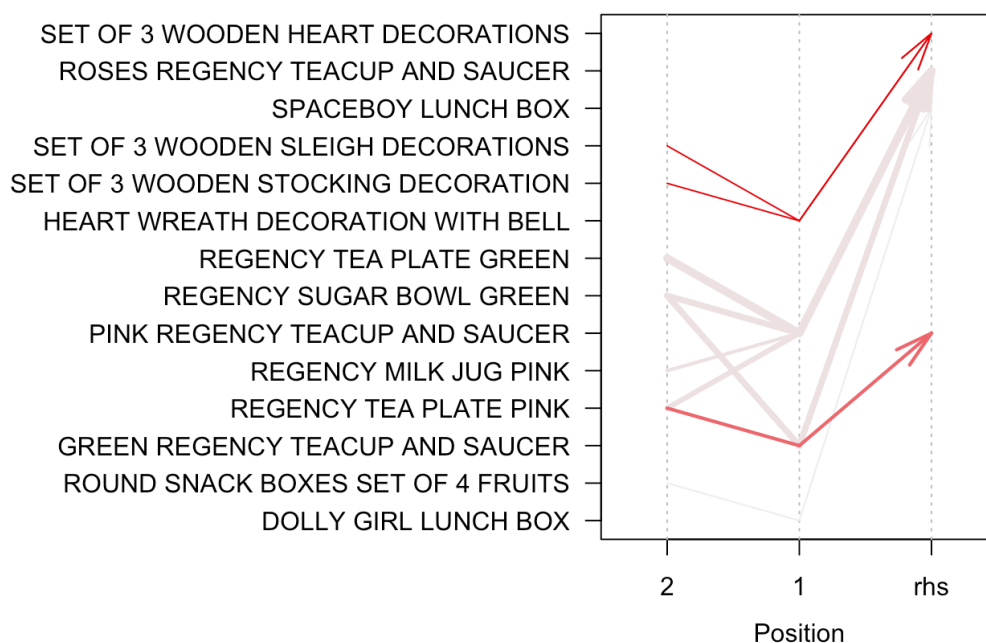 SET OF 3 WOODEN HEART DECORATIONS
ROSES REGENCY TEACUP AND SAUCER
SPACEBOY LUNCH BOX
SET OF 3 WOODEN SLEIGH DECORATIONS
SET OF 3 WOODEN STOCKING DECORATION
HEART WREATH DECORATION WITH BELL
REGENCY TEA PLATE GREEN
REGENCY SUGAR BOWL GREEN
PINK REGENCY TEACUP AND SAUCER
REGENCY MILK JUG PINK
REGENCY TEA PLATE PINK
GREEN REGENCY TEACUP AND SAUCER
ROUND SNACK BOXES SET OF 4 FRUITS
DOLLY GIRL LUNCH BOX
2 1 rhs
Position